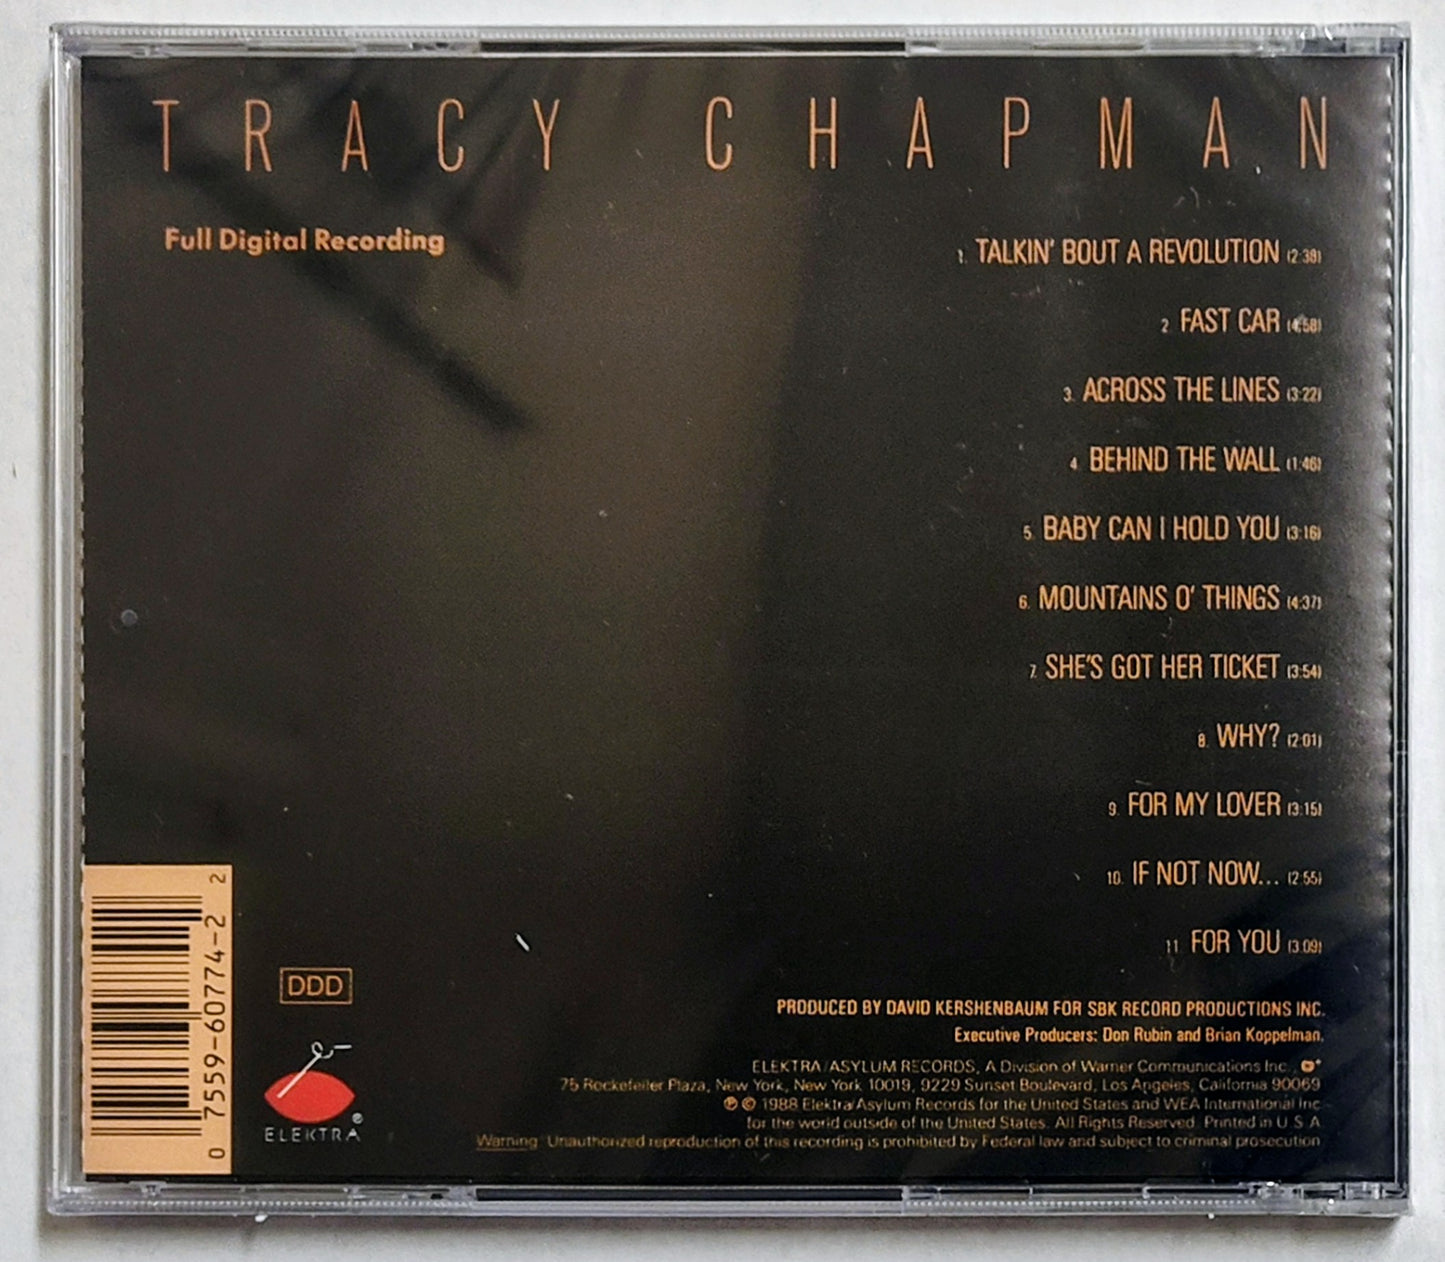 TRACY CHAPMAN
Full Digital Recording
1. TALKIN' BOUT A REVOLUTION (2:38)
2. FAST CAR (4:58)
3. ACROSS THE LINES (3:22)
4. BEHIND THE WALL (1:46)
5. BABY CAN I HOLD YOU (3:16)
6. MOUNTAINS O' THINGS (4:37)
7. SHE'S GOT HER TICKET (3:54)
8. WHY? (2:01)
9. FOR MY LOVER (3:15)
10. IF NOT NOW... (2:55)
11. FOR YOU (3:09)
PRODUCED BY DAVID KERSHENBAUM FOR SBK RECORD PRODUCTIONS INC.
Executive Producers: Don Rubin and Brian Koppelman.
ELEKTRA/ASYLUM RECORDS, A Division of Warner Communications Inc.,
75 Rockefeller Plaza, New York, New York 10019, 9229 Sunset Boulevard, Los Angeles, California 90069
℗ © 1988 Elektra/Asylum Records for the United States and WEA International Inc.
for the world outside of the United States. All Rights Reserved. Printed in U.S.A.
Warning: Unauthorized reproduction of this recording is prohibited by Federal law and subject to criminal prosecution
DDD
ELEKTRA®
0 7559-60774-2 2